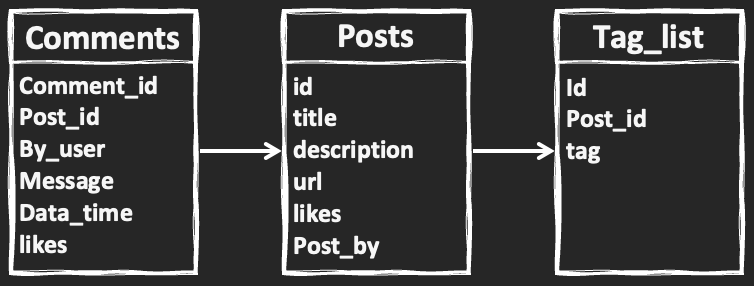 Comments
Comment_id
Post_id
By_user
Message
Data_time
likes
Posts
id
title
description
url
likes
Post_by
Tag_list
Id
Post_id
tag